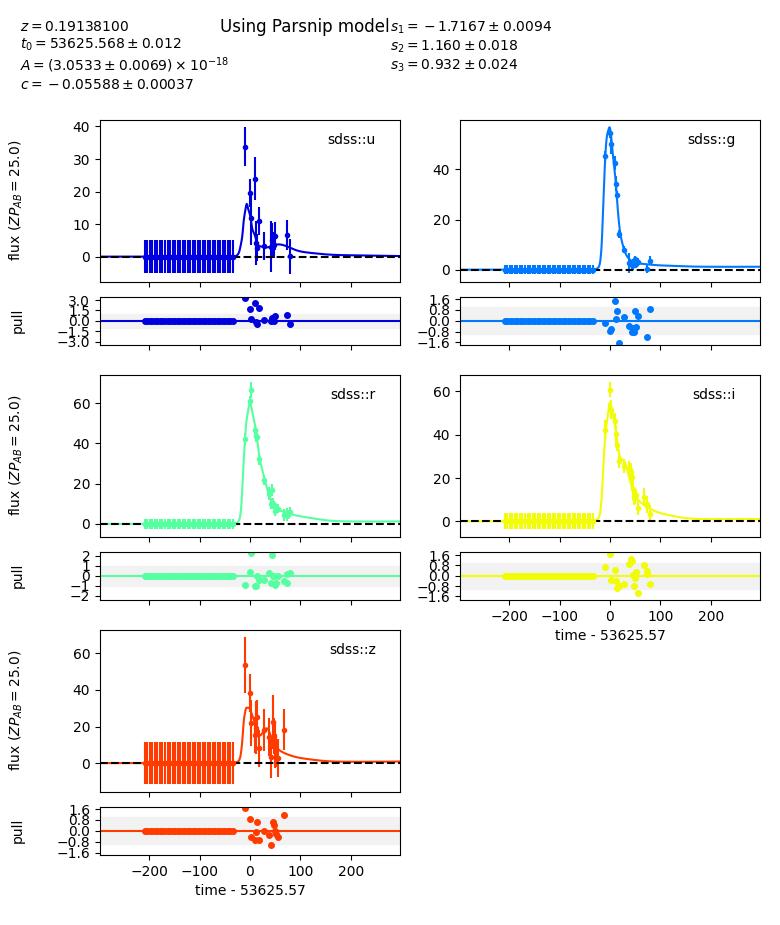 Using Parsnip model
z = 0.19138100
t0 = 53625.568 ± 0.012
A = (3.0533 ± 0.0069) × 10^−18
c = −0.05588 ± 0.00037
s1 = −1.7167 ± 0.0094
s2 = 1.160 ± 0.018
s3 = 0.932 ± 0.024
flux (ZP_AB = 25.0)
40
30
20
10
0
sdss::u
40
20
0
sdss::g
pull
3.0
1.5
0.0
−1.5
−3.0
1.6
0.8
0.0
−0.8
−1.6
flux (ZP_AB = 25.0)
60
40
20
0
sdss::r
60
40
20
0
sdss::i
pull
2
1
0
−1
−2
1.6
0.8
0.0
−0.8
−1.6
−200 −100 0 100 200
time - 53625.57
flux (ZP_AB = 25.0)
60
40
20
0
sdss::z
pull
1.6
0.8
0.0
−0.8
−1.6
−200 −100 0 100 200
time - 53625.57